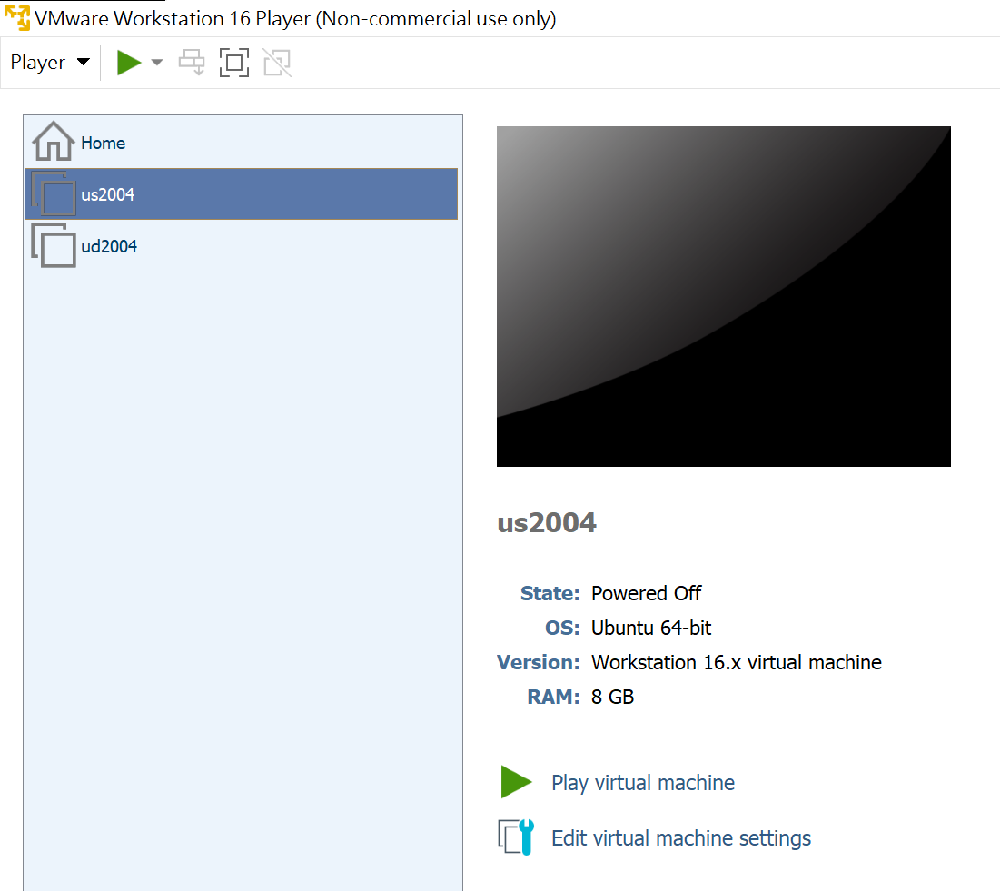 VMware Workstation 16 Player (Non-commercial use only)
Player
Home
us2004
ud2004
us2004
State: Powered Off
OS: Ubuntu 64-bit
Version: Workstation 16.x virtual machine
RAM: 8 GB
Play virtual machine
Edit virtual machine settings